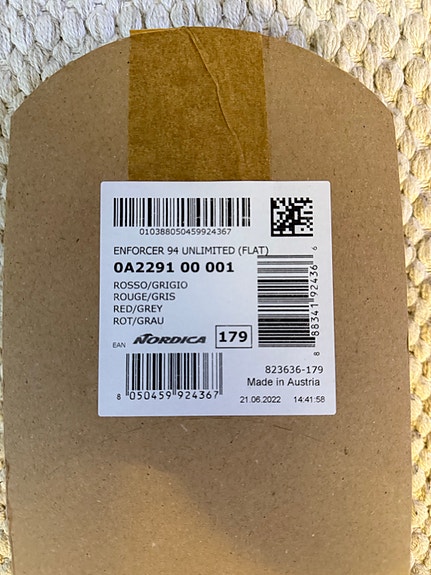 010388050459924367
ENFORCER 94 UNLIMITED (FLAT)
0A2291 00 001
ROSSO/GRIGIO
ROUGE/GRIS
RED/GREY
ROT/GRAU
EAN NORDICA 179
8 050459 924367
8 88341 92436 6
823636-179
Made in Austria
21.06.2022 14:41:58